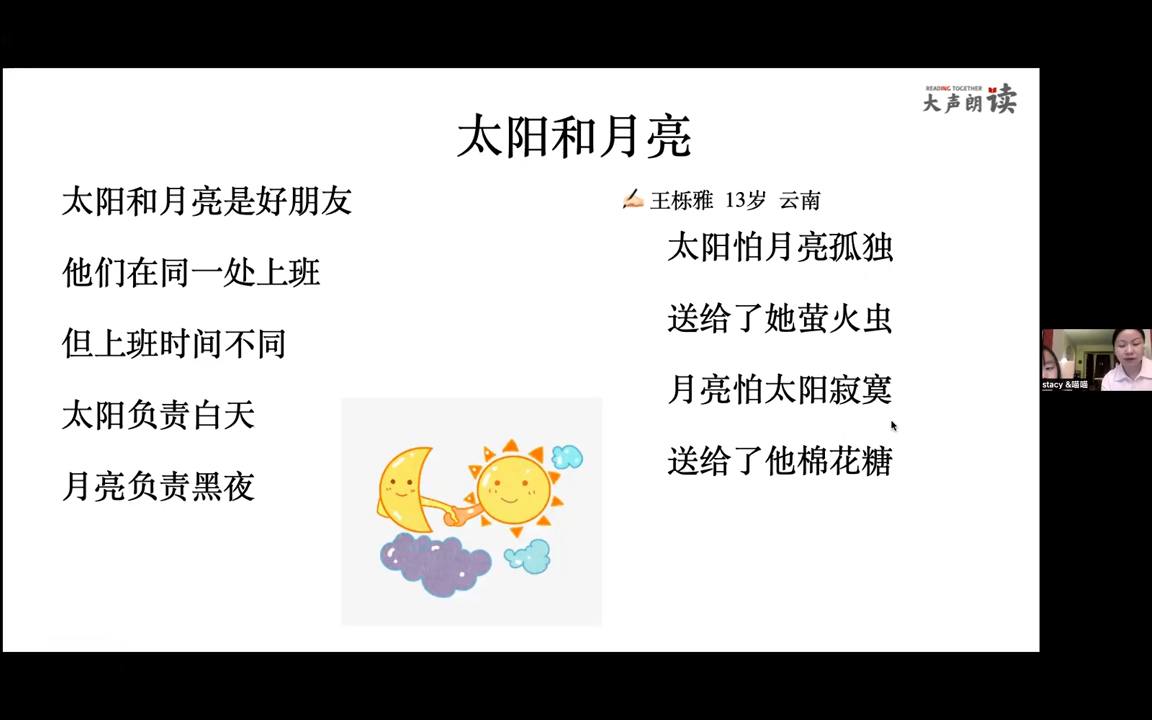 READING TOGETHER
大声朗读
太阳和月亮
王栎雅 13岁 云南
太阳和月亮是好朋友
他们在同一处上班
但上班时间不同
太阳负责白天
月亮负责黑夜
太阳怕月亮孤独
送给了她萤火虫
月亮怕太阳寂寞
送给了他棉花糖
stacy &喵喵